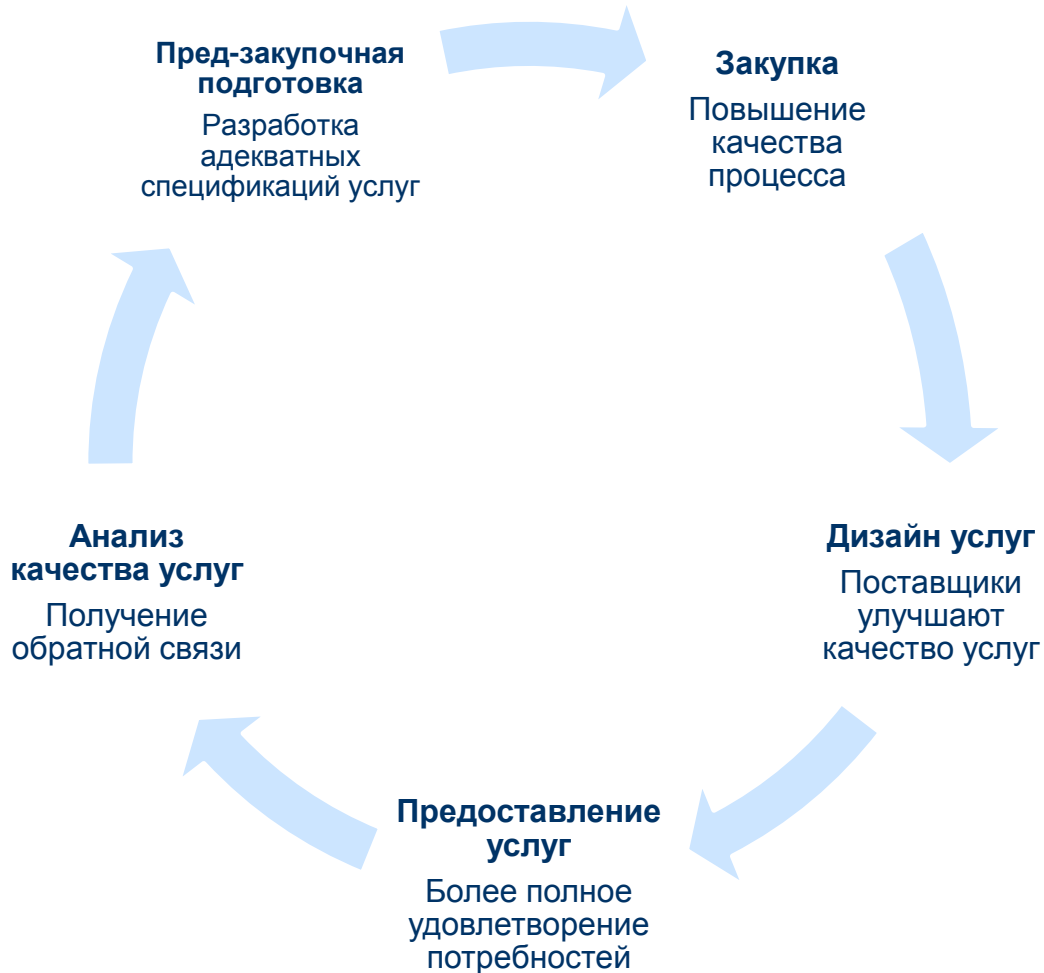 Пред-закупочная
подготовка
Разработка
адекватных
спецификаций услуг
Закупка
Повышение
качества
процесса
Дизайн услуг
Поставщики
улучшают
качество услуг
Предоставление
услуг
Более полное
удовлетворение
потребностей
Анализ
качества услуг
Получение
обратной связи